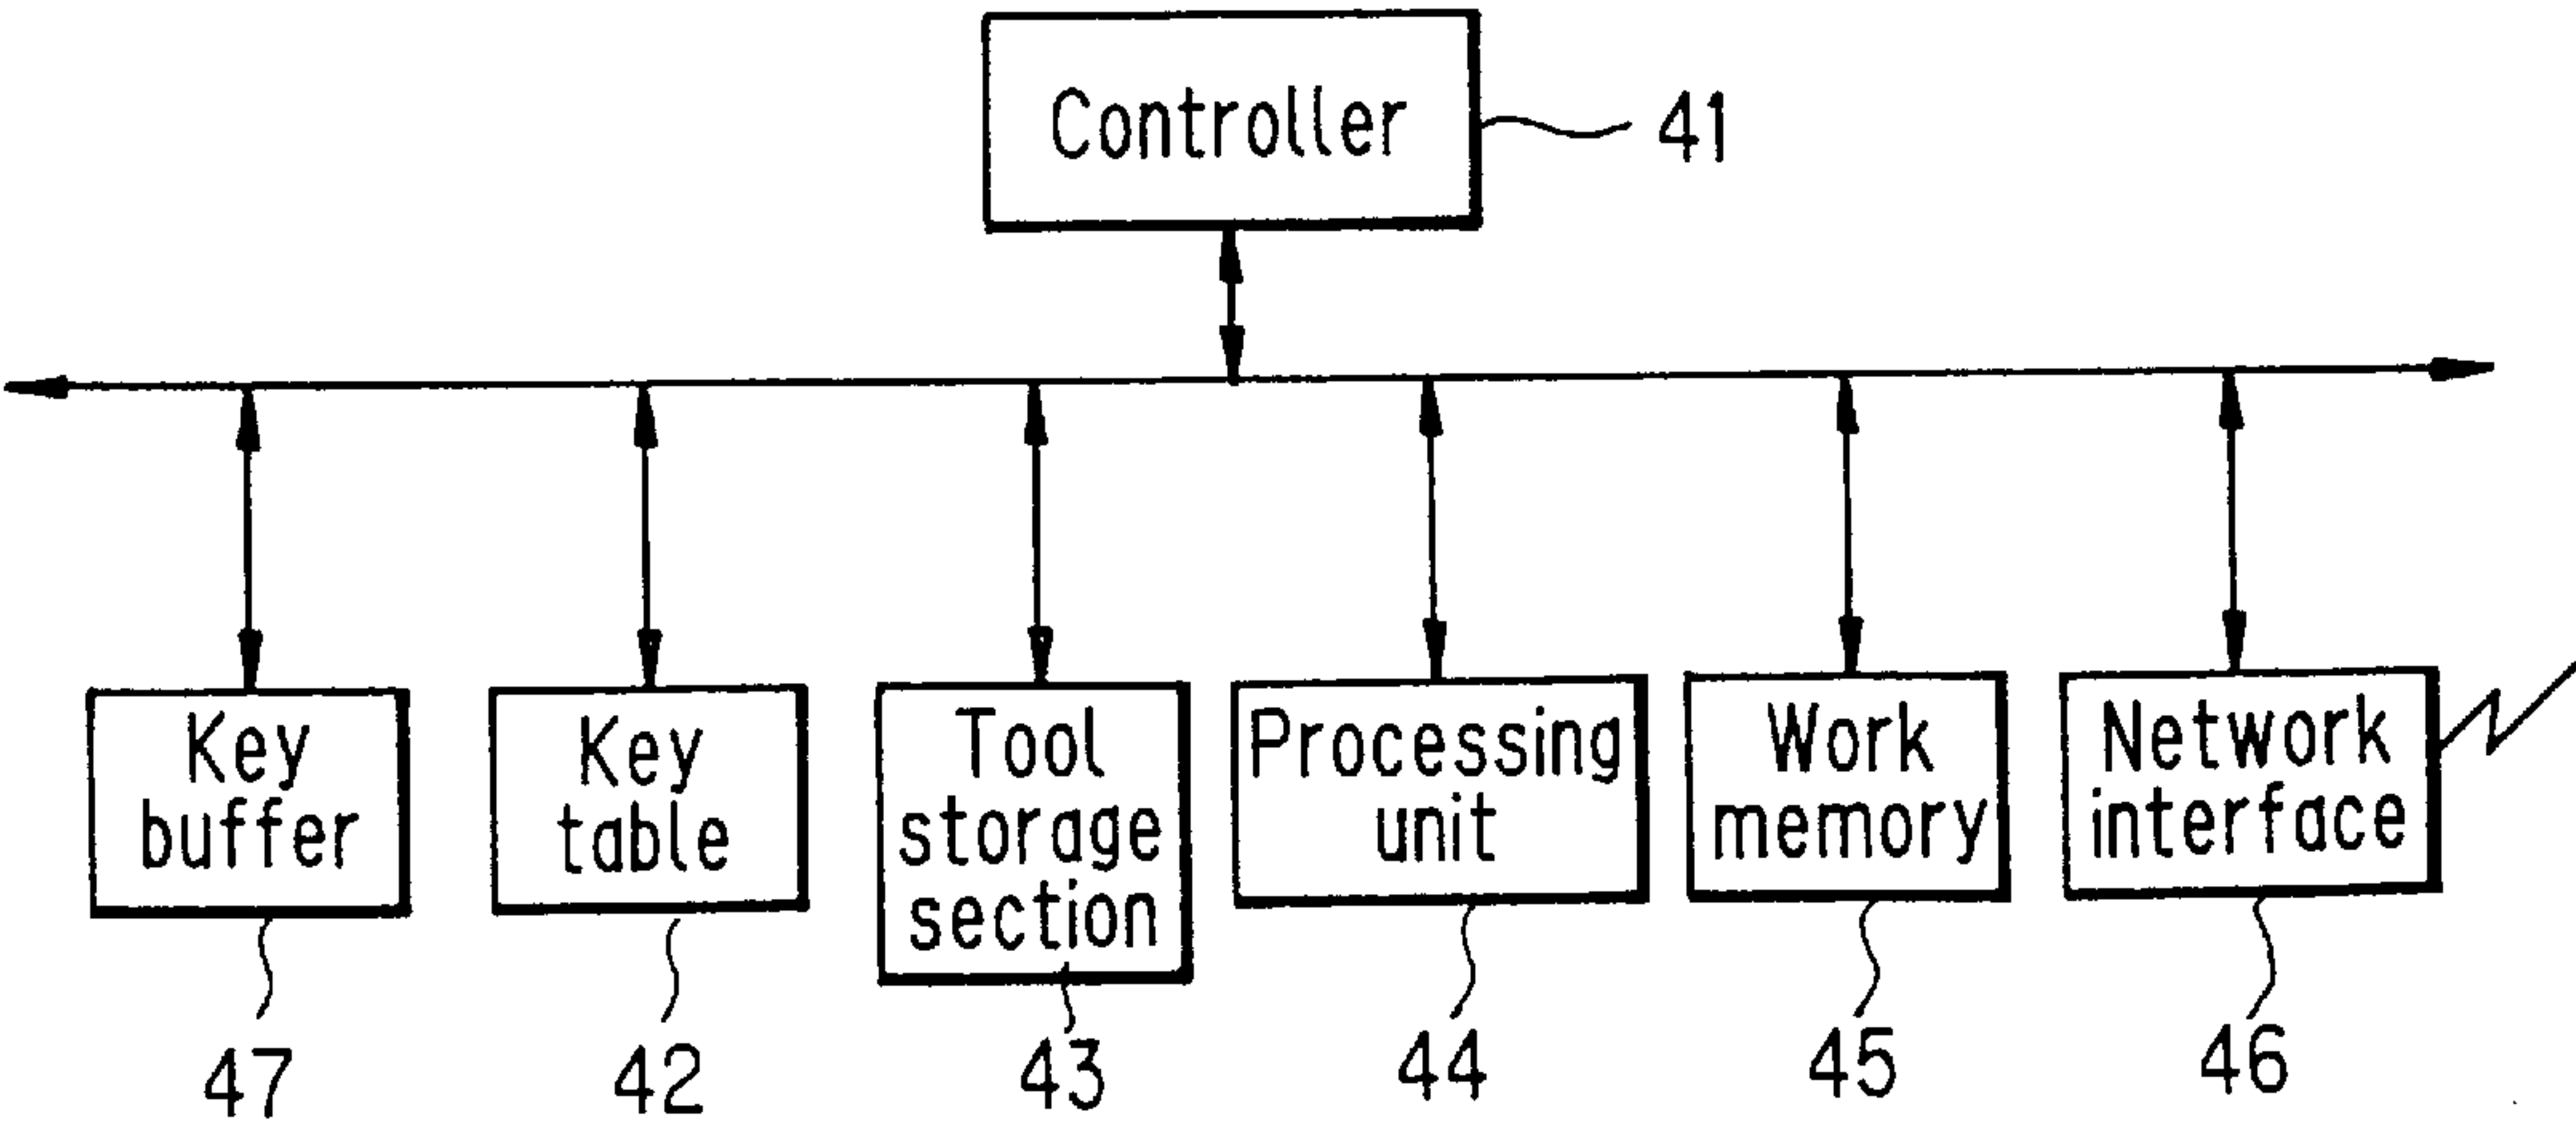 Controller
41
Key
buffer
Key
table
Tool
storage
section
Processing
unit
Work
memory
Network
interface
47
42
43
44
45
46